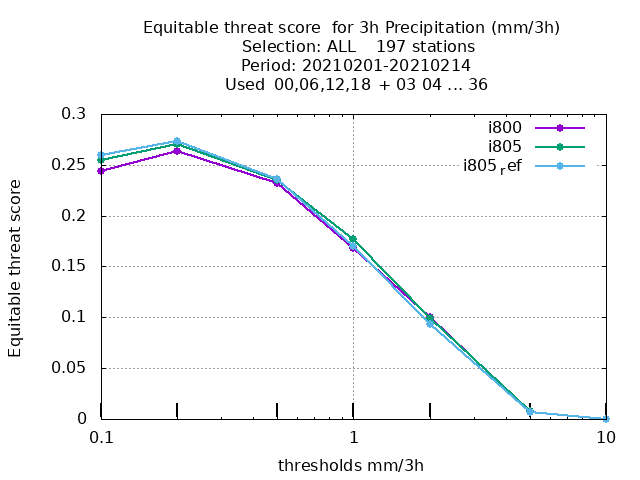 Equitable threat score  for 3h Precipitation (mm/3h)
Selection: ALL    197 stations
Period: 20210201-20210214
Used  00,06,12,18  + 03 04 ... 36
0.3
i800
i805
i805ref
0.25
0.2
0.15
0.1
0.05
0
Equitable threat score
0.1 1 10
thresholds mm/3h